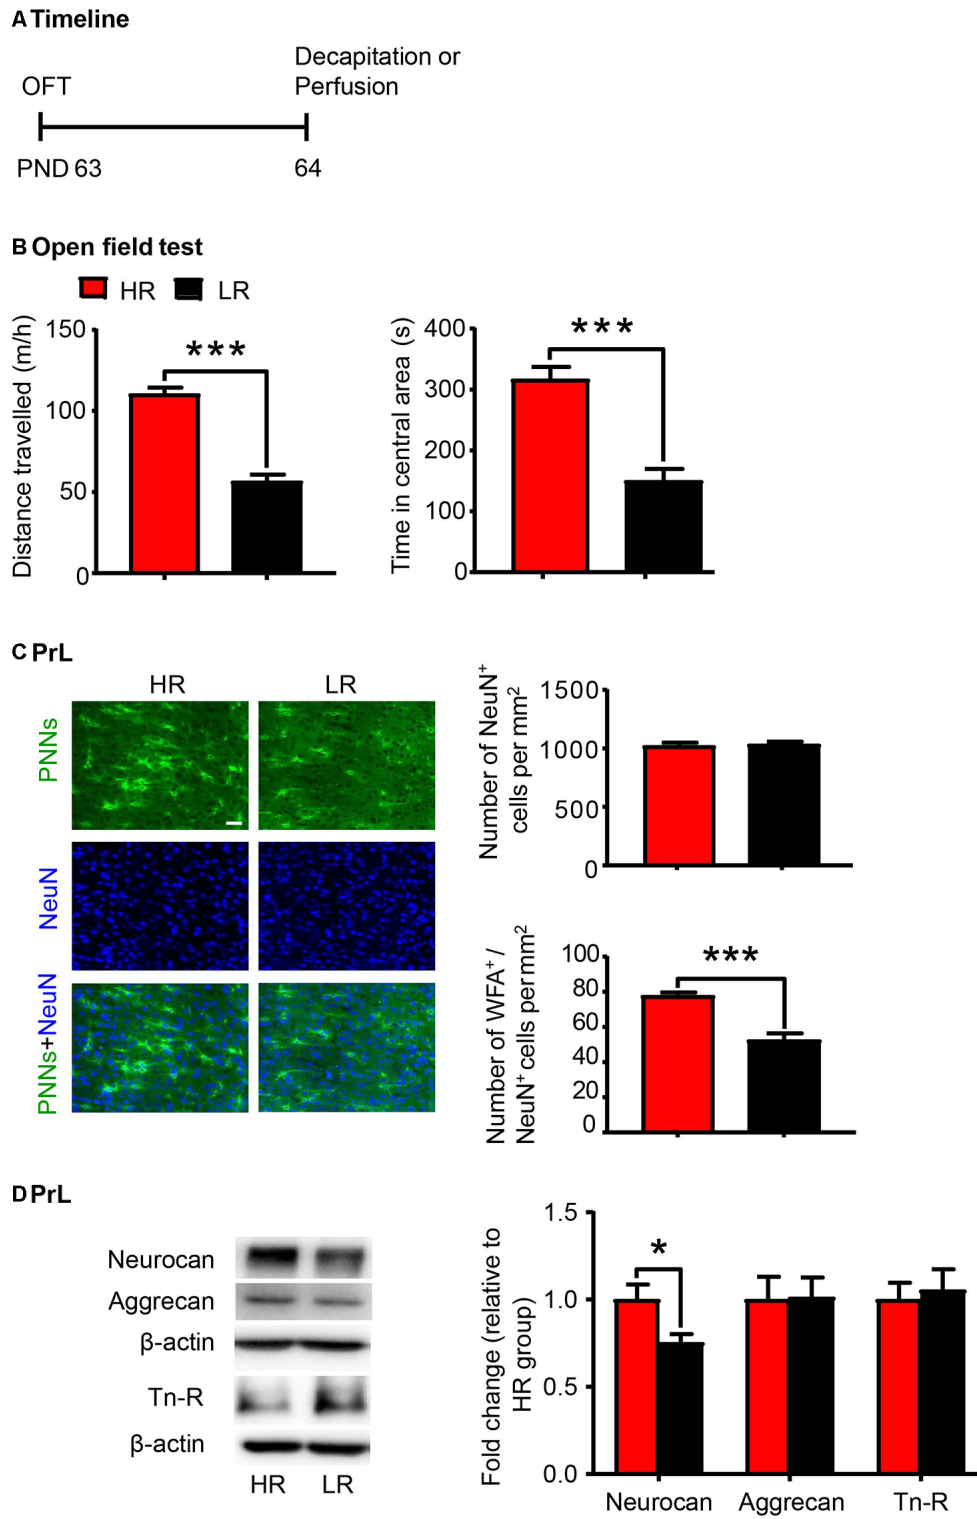 A Timeline
OFT
Decapitation or
Perfusion
PND 63
64
B Open field test
HR
LR
Distance travelled (m/h)
150
100
50
0
***
Time in central area (s)
400
300
200
100
0
***
C PrL
HR
LR
PNNs
NeuN
PNNs+NeuN
Number of NeuN⁺
cells per mm²
1500
1000
500
0
Number of WFA⁺ /
NeuN⁺ cells per mm²
100
80
60
40
20
0
***
D PrL
Neurocan
Aggrecan
β-actin
Tn-R
β-actin
HR
LR
Fold change (relative to
HR group)
1.5
1.0
0.5
0.0
*
Neurocan
Aggrecan
Tn-R